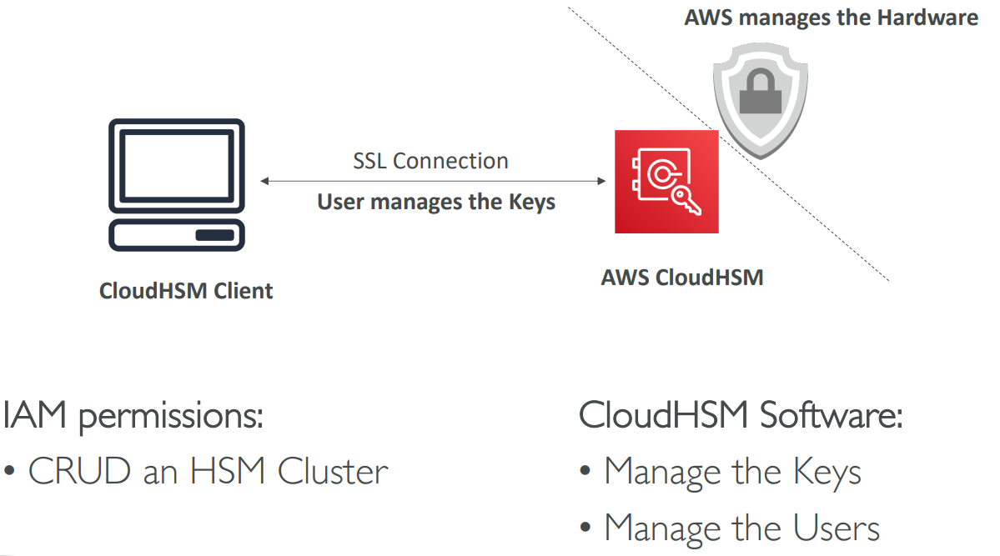 AWS manages the Hardware
SSL Connection
User manages the Keys
CloudHSM Client
AWS CloudHSM
IAM permissions:
• CRUD an HSM Cluster
CloudHSM Software:
• Manage the Keys
• Manage the Users